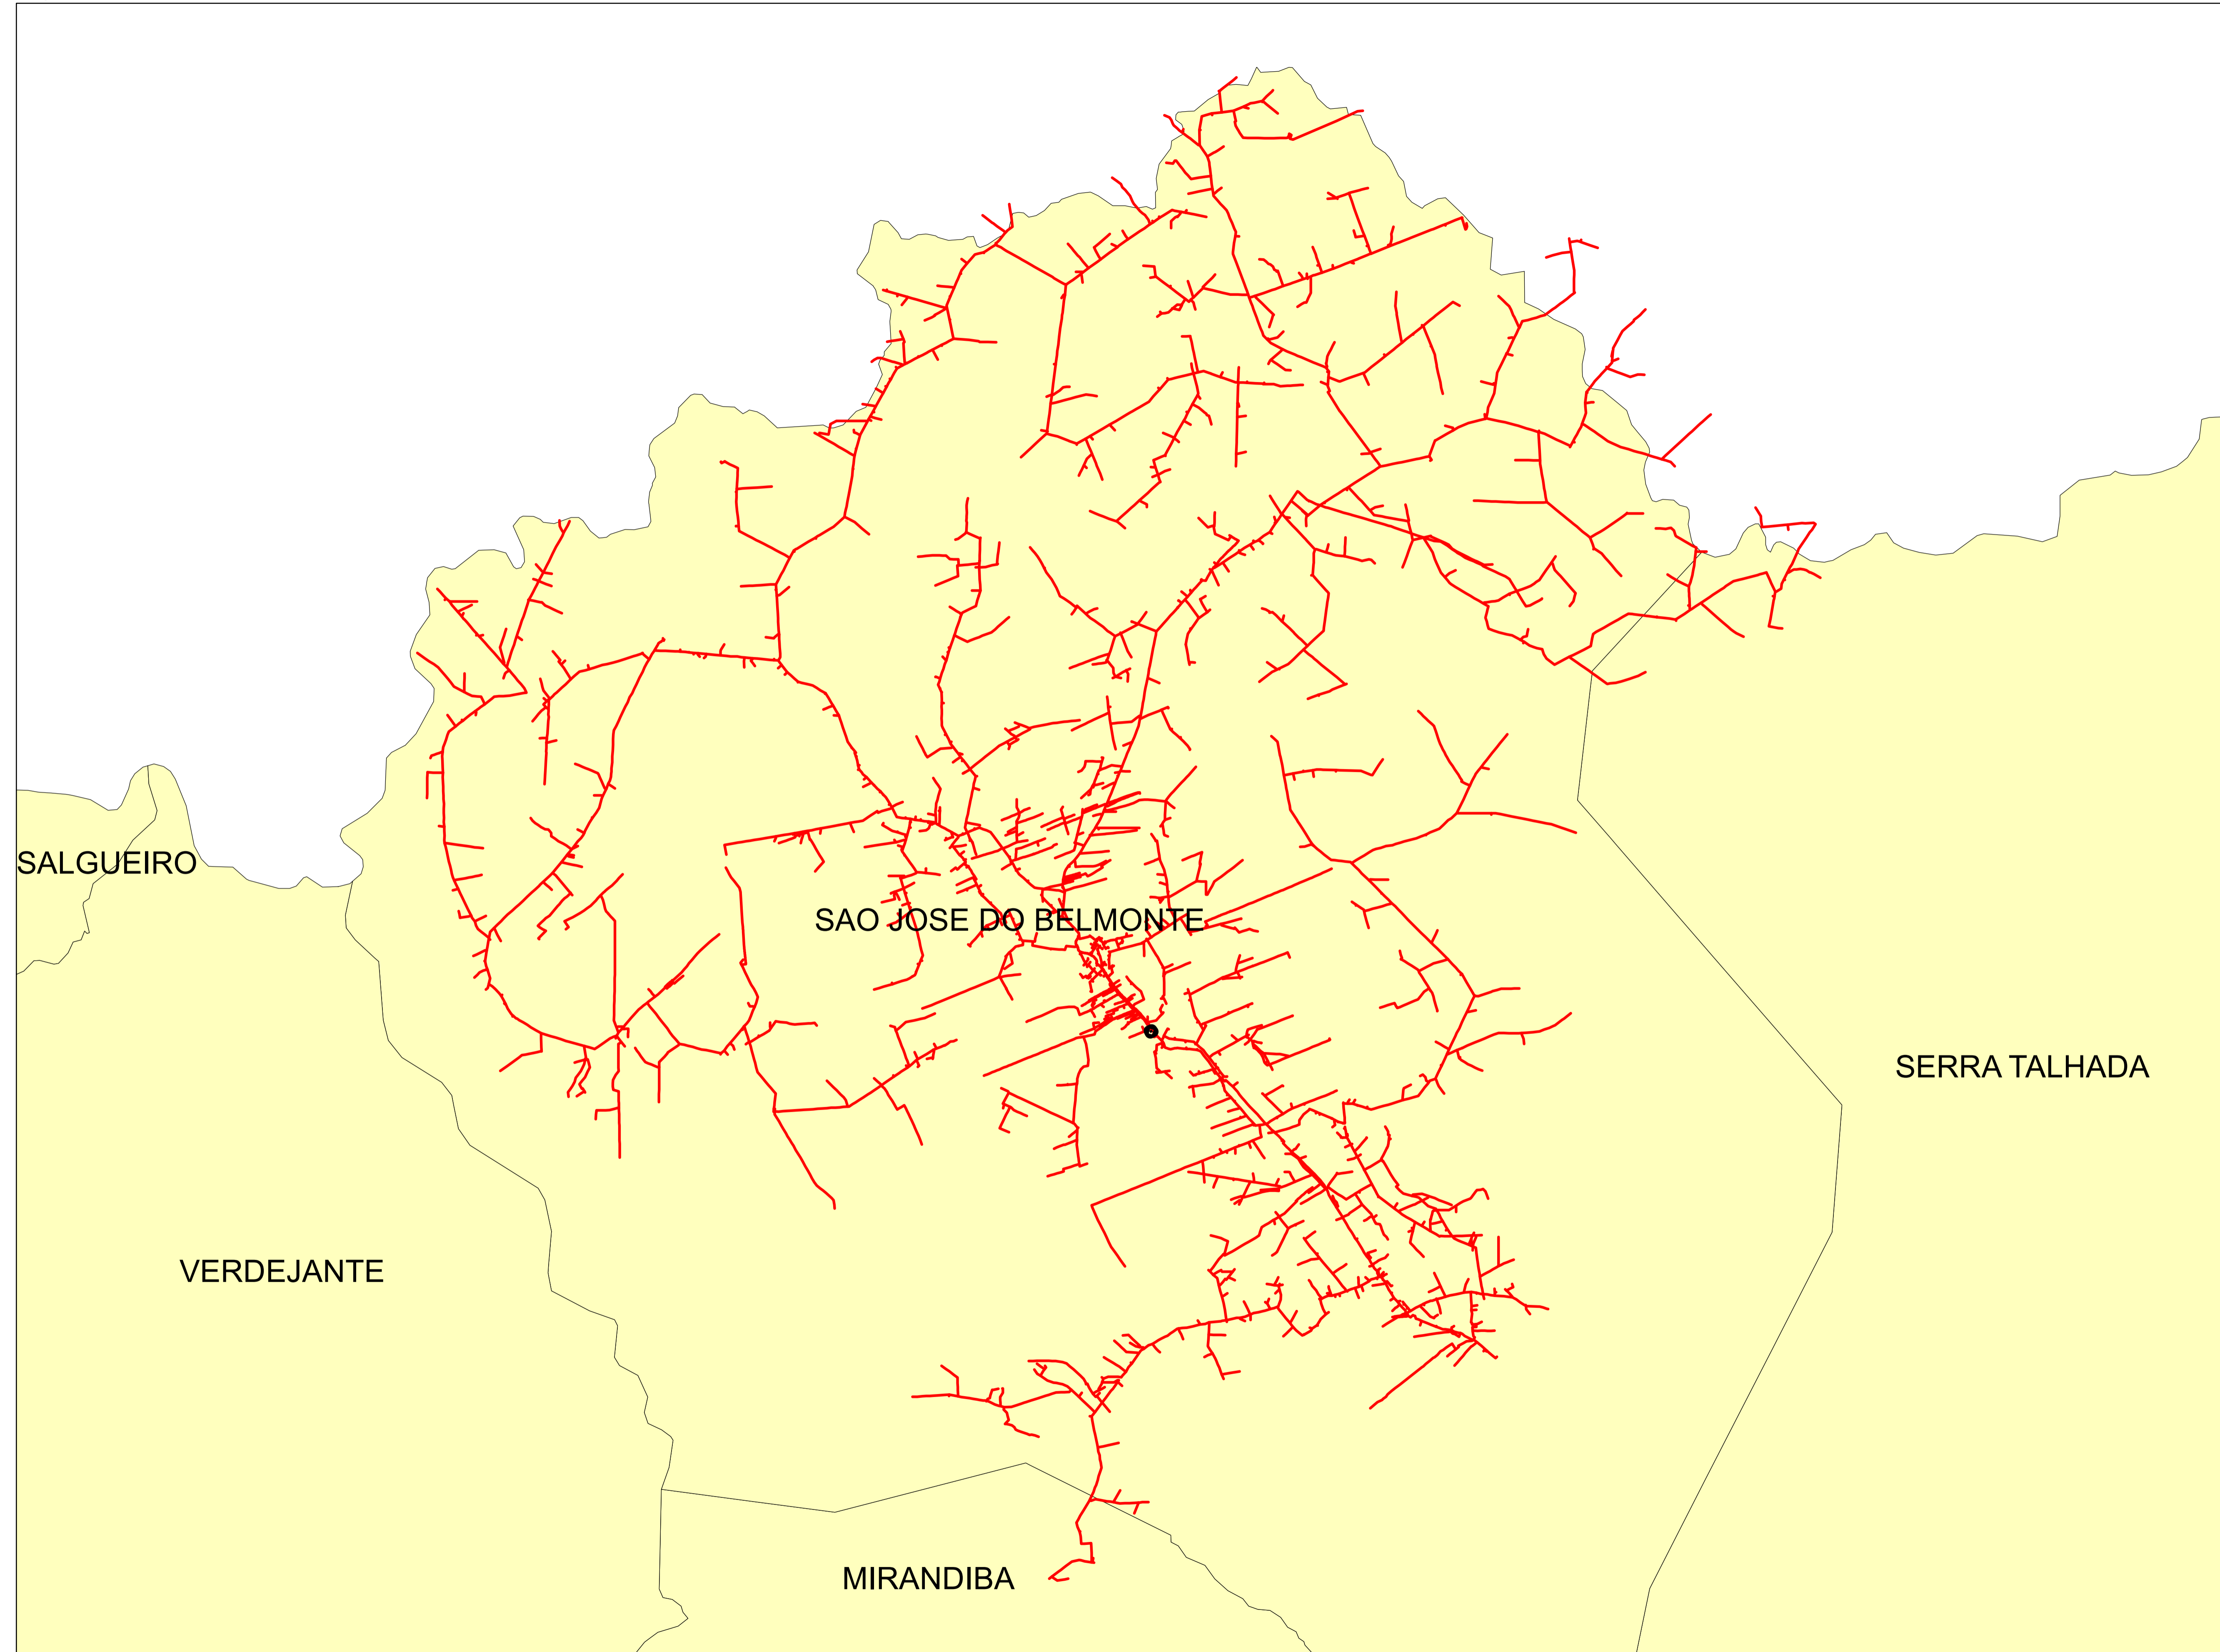 SALGUEIRO
SAO JOSE DO BELMONTE
SERRA TALHADA
VERDEJANTE
MIRANDIBA